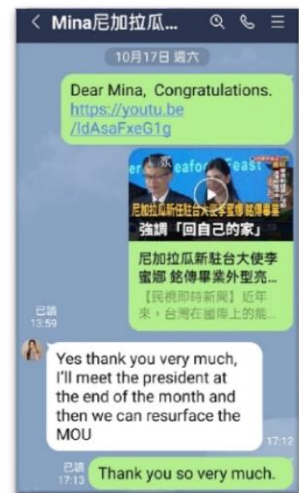 Mina尼加拉瓜...
10月17日 週六
Dear Mina, Congratulations.
https://youtu.be
/ldAsaFxeG1g
尼加拉瓜新任駐台大使李蜜娜 銘傳畢業
強調「回自己的家」
尼加拉瓜新任駐台大使李
蜜娜 銘傳畢業外型亮...
【民視即時新聞】近年
來，台灣在國際上的能...
已讀
13:59
Yes thank you very much,
I'll meet the president at
the end of the month and
then we can resurface the
MOU
17:12
已讀
17:13
Thank you so very much.